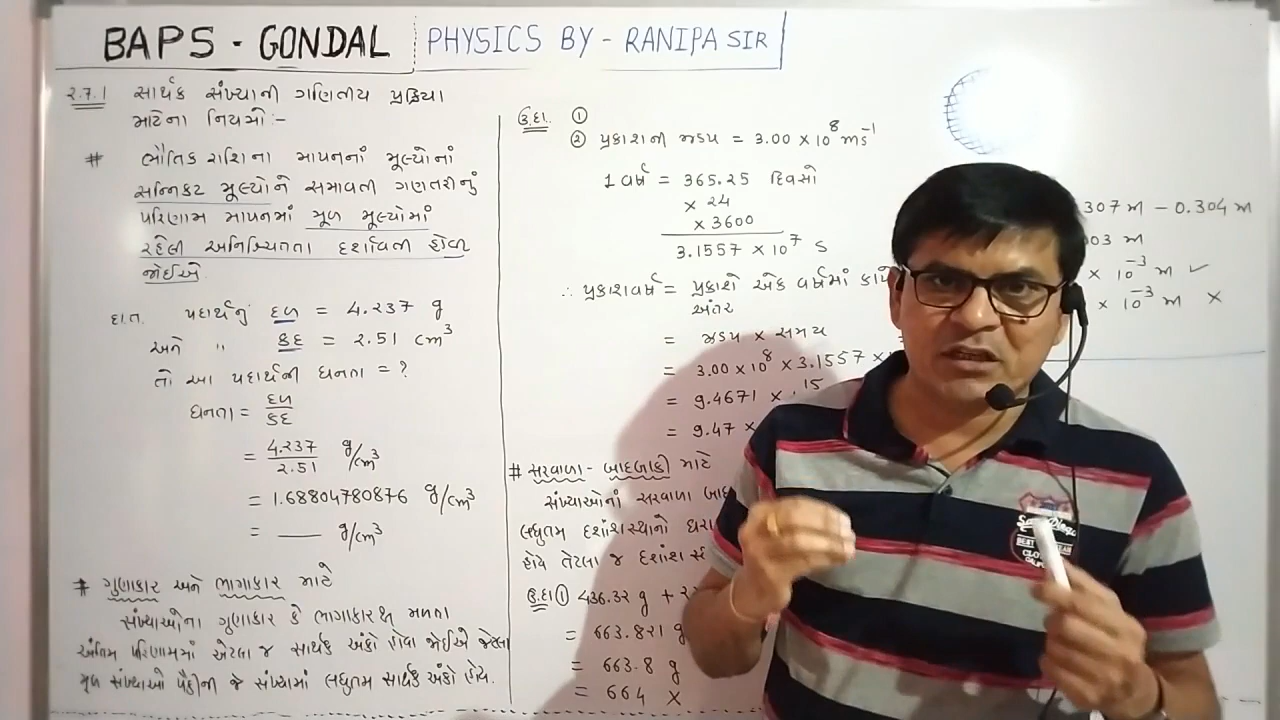 BAPS - GONDAL
PHYSICS BY - RANIPA SIR
૨.૭.૧ સાર્થક સંખ્યાની ગણિતીય પ્રક્રિયા
માટેના નિયમો :-
# ભૌતિક રાશિના માપનનાં મૂલ્યોનાં
સન્નિકટ મૂલ્યોને સમાવતી ગણતરીનું
પરિણામ માપનમાં મૂળ મૂલ્યોમાં
રહેલી અનિશ્ચિતતા દર્શાવતી હોવી
જોઈએ.
દા.ત. પદાર્થનું દળ = 4.237 g
અને " કદ = 2.51 cm³
તો આ પદાર્થની ઘનતા = ?
ઘનતા = દળ/કદ
= 4.237/2.51 g/cm³
= 1.68804780876 g/cm³
= __ g/cm³
# ગુણાકાર અને ભાગાકાર માટે
સંખ્યાઓના ગુણાકાર કે ભાગાકારથી મળતા
અંતિમ પરિણામમાં એટલા જ સાર્થક અંકો હોવા જોઈએ જેટલા
મૂળ સંખ્યાઓ પૈકીની જે સંખ્યામાં લઘુતમ સાર્થક અંકો હોય.
ઉ.દા. ①
② પ્રકાશની ઝડપ = 3.00 × 10⁸ ms⁻¹
1 વર્ષ = 365.25 દિવસો
× 24
× 3600
3.1557 × 10⁷ s
∴ પ્રકાશવર્ષ = પ્રકાશે એક વર્ષમાં
અંતર
= ઝડપ × સમય
= 3.00 × 10⁸ × 3.1557 ×
= 9.4671 × 15
= 9.47 ×
# સરવાળા - બાદબાકી માટે
સંખ્યાઓનાં સરવાળા
લઘુતમ દશાંશસ્થાનો
હોય તેટલા જ દશાંશ
ઉ.દા ① 436.32 g + 2
= 663.821 g
= 663.8 g
= 664 ×
307 m - 0.304 m
03 m
× 10⁻³ m ✓
× 10⁻³ m ×